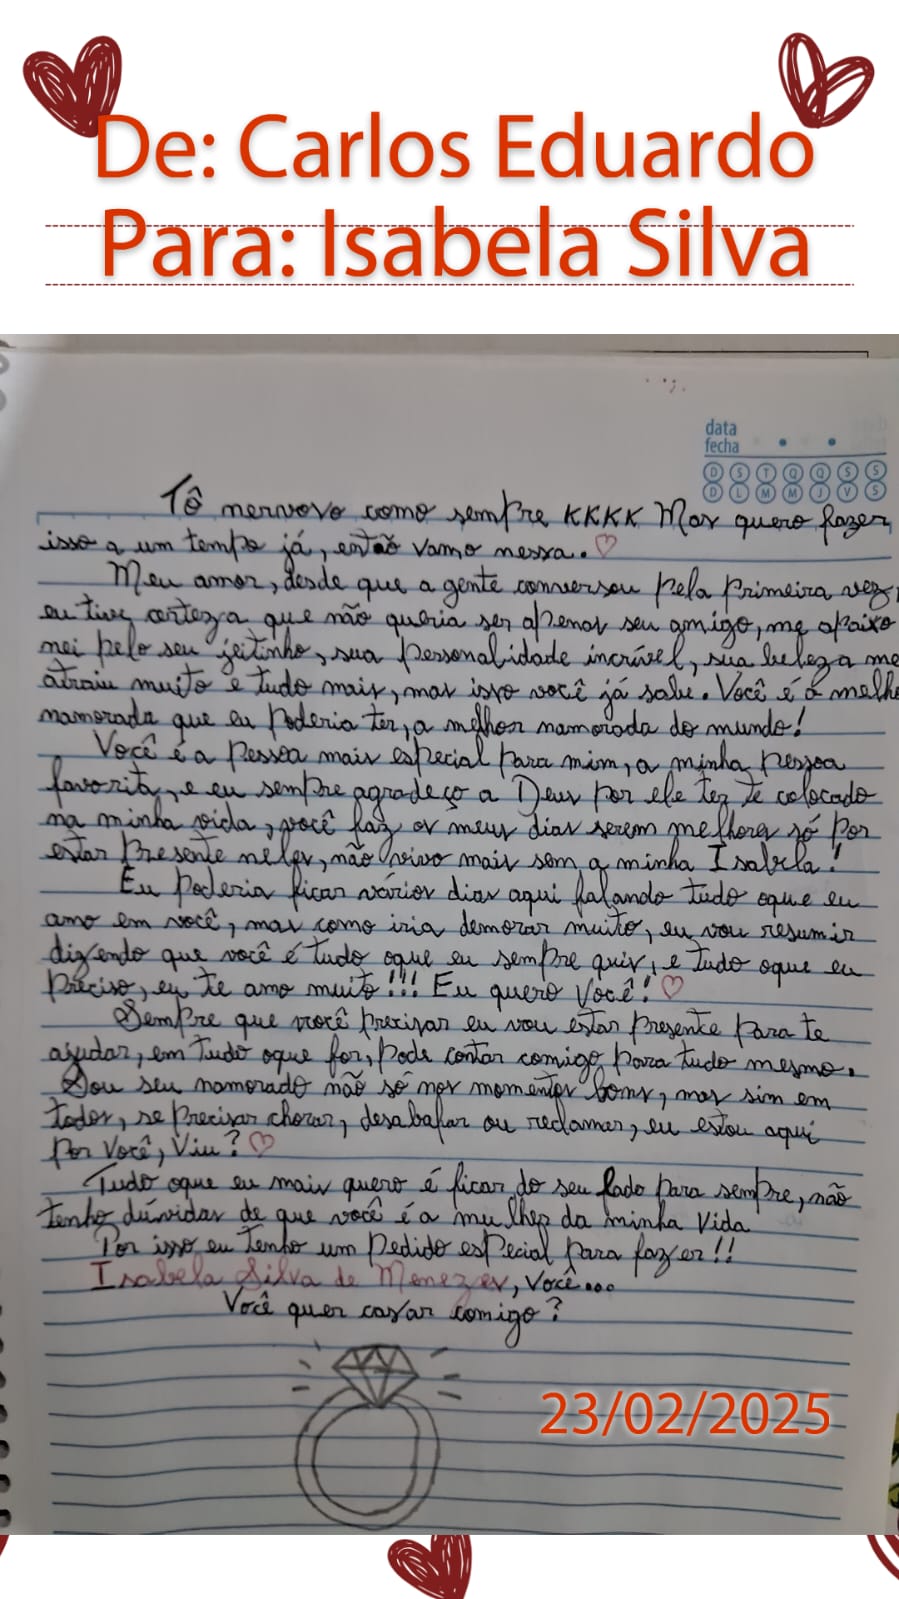 De: Carlos Eduardo
Para: Isabela Silva
data
fecha
D S T Q Q S S
D L M M J V S
Tô nervovo como sempre KKKK Mas quero fazer
isso a um tempo já, então vamo nessa.
Meu amor, desde que a gente conversou pela primeira vez,
eu tive certeza que não queria ser apenas seu amigo, me apaixo
nei pelo seu jeitinho, sua personalidade incrível, sua beleza me
atraiu muito e tudo mais, mas isso você já sabe. Você é a melho
namorada que eu poderia ter, a melhor namorada do mundo!
Você é a pessoa mais especial para mim, a minha pessoa
favorita, e eu sempre agradeço a Deus por ele ter te colocado
na minha vida, você faz os meus dias serem melhores só por
estar presente neles, não vivo mais sem a minha Isabela!
Eu poderia ficar vários dias aqui falando tudo oque eu
amo em você, mas como iria demorar muito, eu vou resumir
dizendo que você é tudo oque eu sempre quis, e tudo oque eu
preciso, eu te amo muito!!! Eu quero você!
Sempre que você precisar eu vou estar presente para te
ajudar, em tudo oque for, pode contar comigo para tudo mesmo.
Sou seu namorado não só nos momentos bons, mas sim em
todos, se precisar chorar, desabafar ou reclamar, eu estou aqui
por você, viu?
Tudo oque eu mais quero é ficar do seu lado para sempre, não
tenho dúvidas de que você é a mulher da minha vida
Por isso eu tenho um pedido especial para fazer!!
Isabela Silva de Menezes, você...
Você quer casar comigo?
23/02/2025